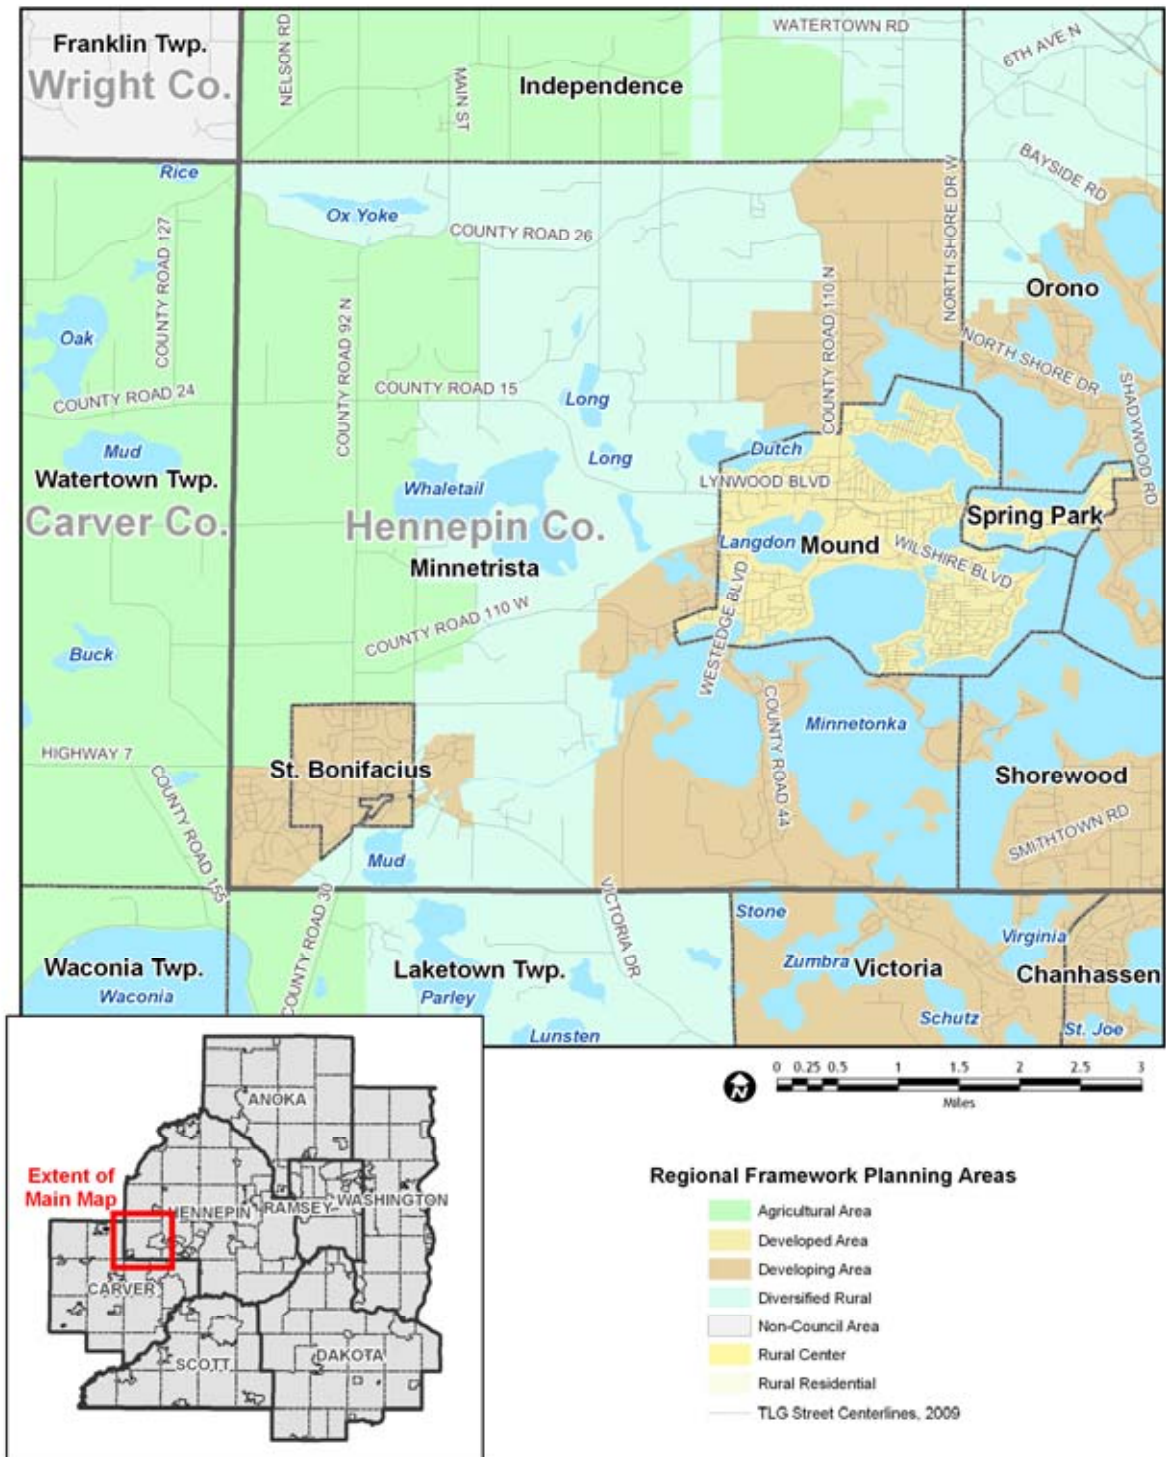 Franklin Twp.
Wright Co.
NELSON RD
MAIN ST
Independence
WATERTOWN RD
6TH AVE N
BAYSIDE RD
Rice
Ox Yoke
COUNTY ROAD 26
COUNTY ROAD 127
COUNTY ROAD 92 N
COUNTY ROAD 110 N
NORTH SHORE DR W
Orono
Oak
COUNTY ROAD 24
COUNTY ROAD 15
Long
NORTH SHORE DR
SHADYWOOD RD
Mud
Watertown Twp.
Carver Co.
Whaletail
Long
Dutch
LYNWOOD BLVD
Hennepin Co.
Minnetrista
Langdon
Mound
WILSHIRE BLVD
Spring Park
WESTEDGE BLVD
Buck
COUNTY ROAD 110 W
COUNTY ROAD 44
Minnetonka
HIGHWAY 7
COUNTY ROAD 155
St. Bonifacius
Shorewood
SMITHTOWN RD
Mud
COUNTY ROAD 30
VICTORIA DR
Stone
Virginia
Waconia Twp.
Waconia
Laketown Twp.
Parley
Lunsten
Zumbra
Victoria
Chanhassen
Schutz
St. Joe
N
0 0.25 0.5 1 1.5 2 2.5 3
Miles
ANOKA
Extent of
Main Map
HENNEPIN
RAMSEY
WASHINGTON
CARVER
SCOTT
DAKOTA
Regional Framework Planning Areas
Agricultural Area
Developed Area
Developing Area
Diversified Rural
Non-Council Area
Rural Center
Rural Residential
TLG Street Centerlines, 2009